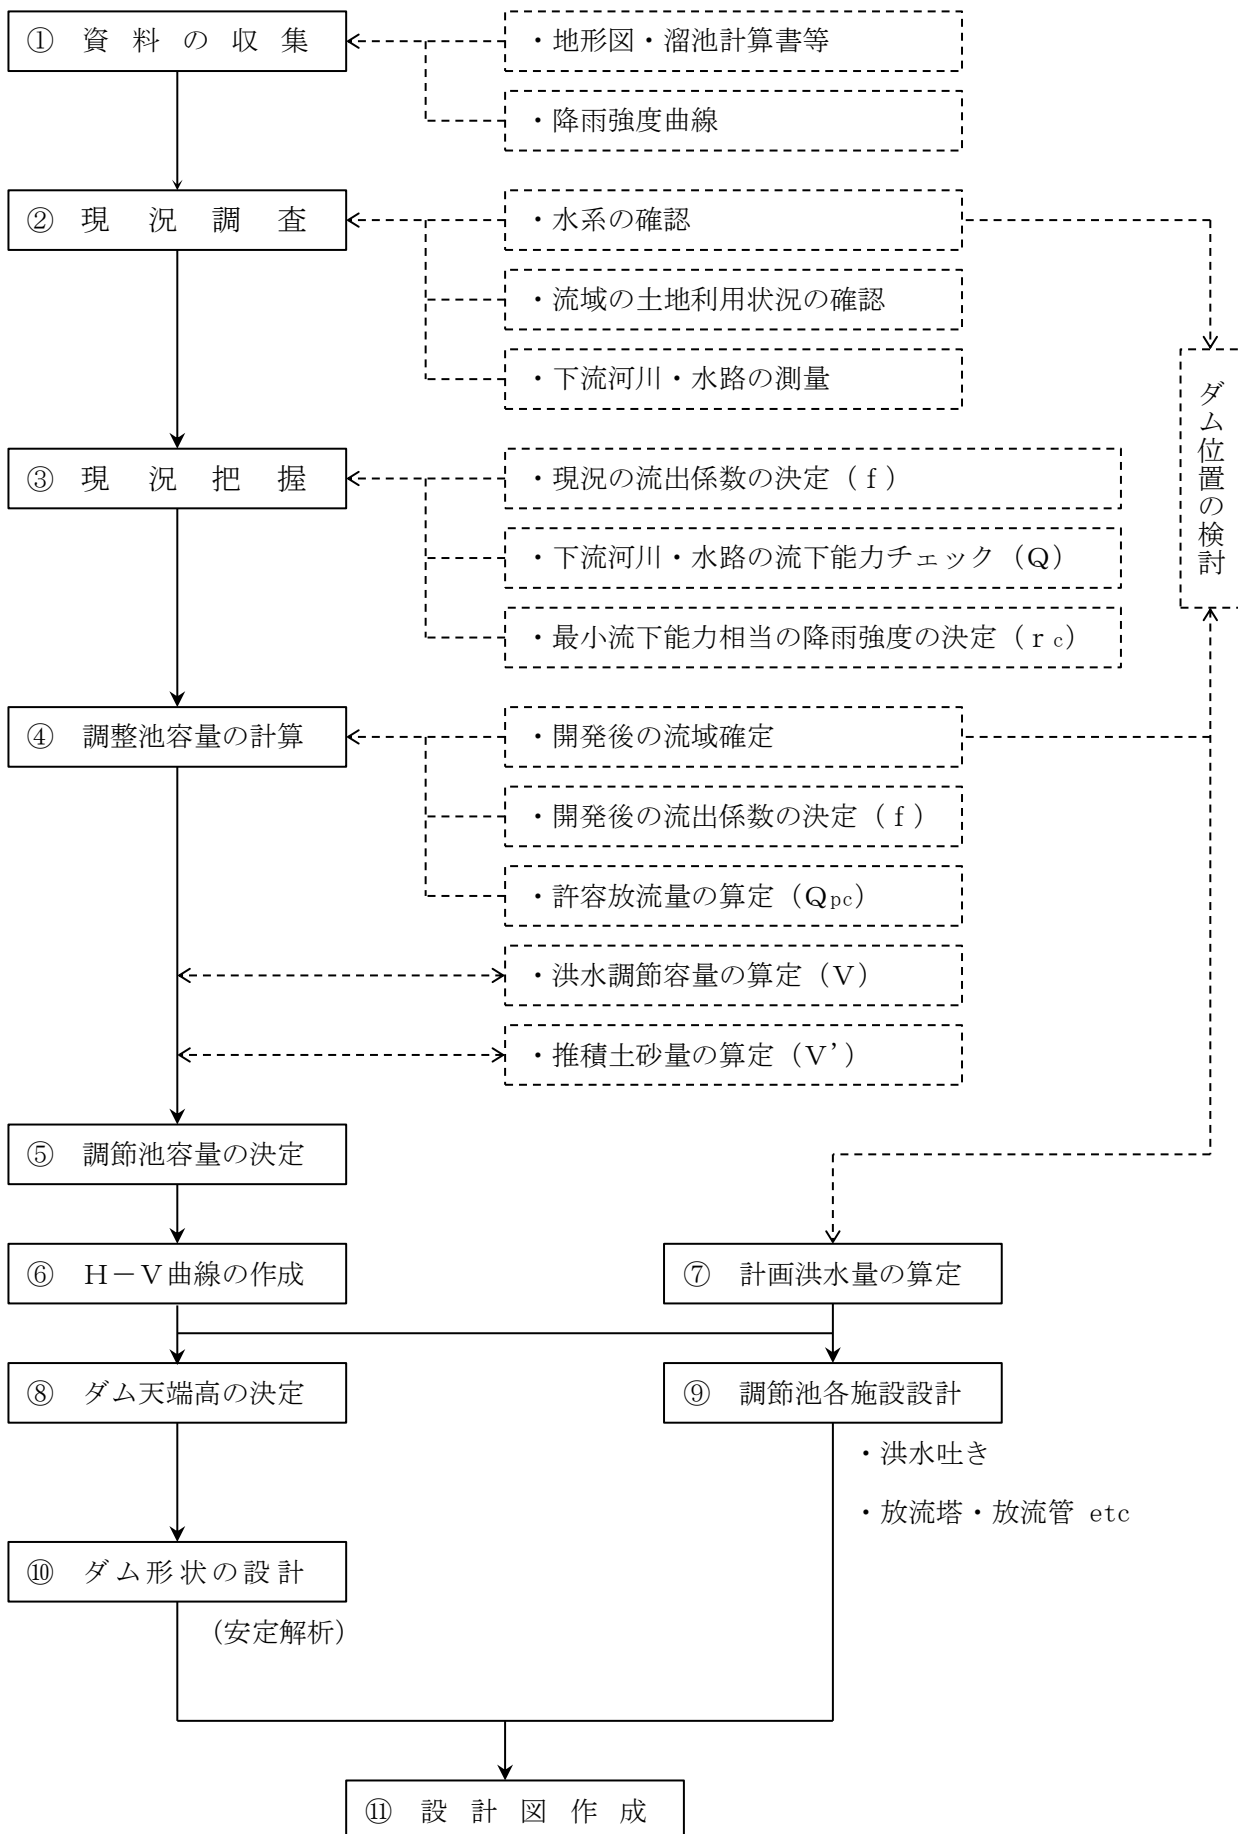 ① 資料の収集
・地形図・溜池計算書等
・降雨強度曲線
② 現況調査
・水系の確認
・流域の土地利用状況の確認
・下流河川・水路の測量
ダム位置の検討
③ 現況把握
・現況の流出係数の決定（ｆ）
・下流河川・水路の流下能力チェック（Ｑ）
・最小流下能力相当の降雨強度の決定（ｒc）
④ 調整池容量の計算
・開発後の流域確定
・開発後の流出係数の決定（ｆ）
・許容放流量の算定（Ｑpc）
・洪水調節容量の算定（Ｖ）
・推積土砂量の算定（Ｖ’）
⑤ 調節池容量の決定
⑥ Ｈ－Ｖ曲線の作成
⑦ 計画洪水量の算定
⑧ ダム天端高の決定
⑨ 調節池各施設設計
・洪水吐き
・放流塔・放流管 etc
⑩ ダム形状の設計
（安定解析）
⑪ 設計図作成